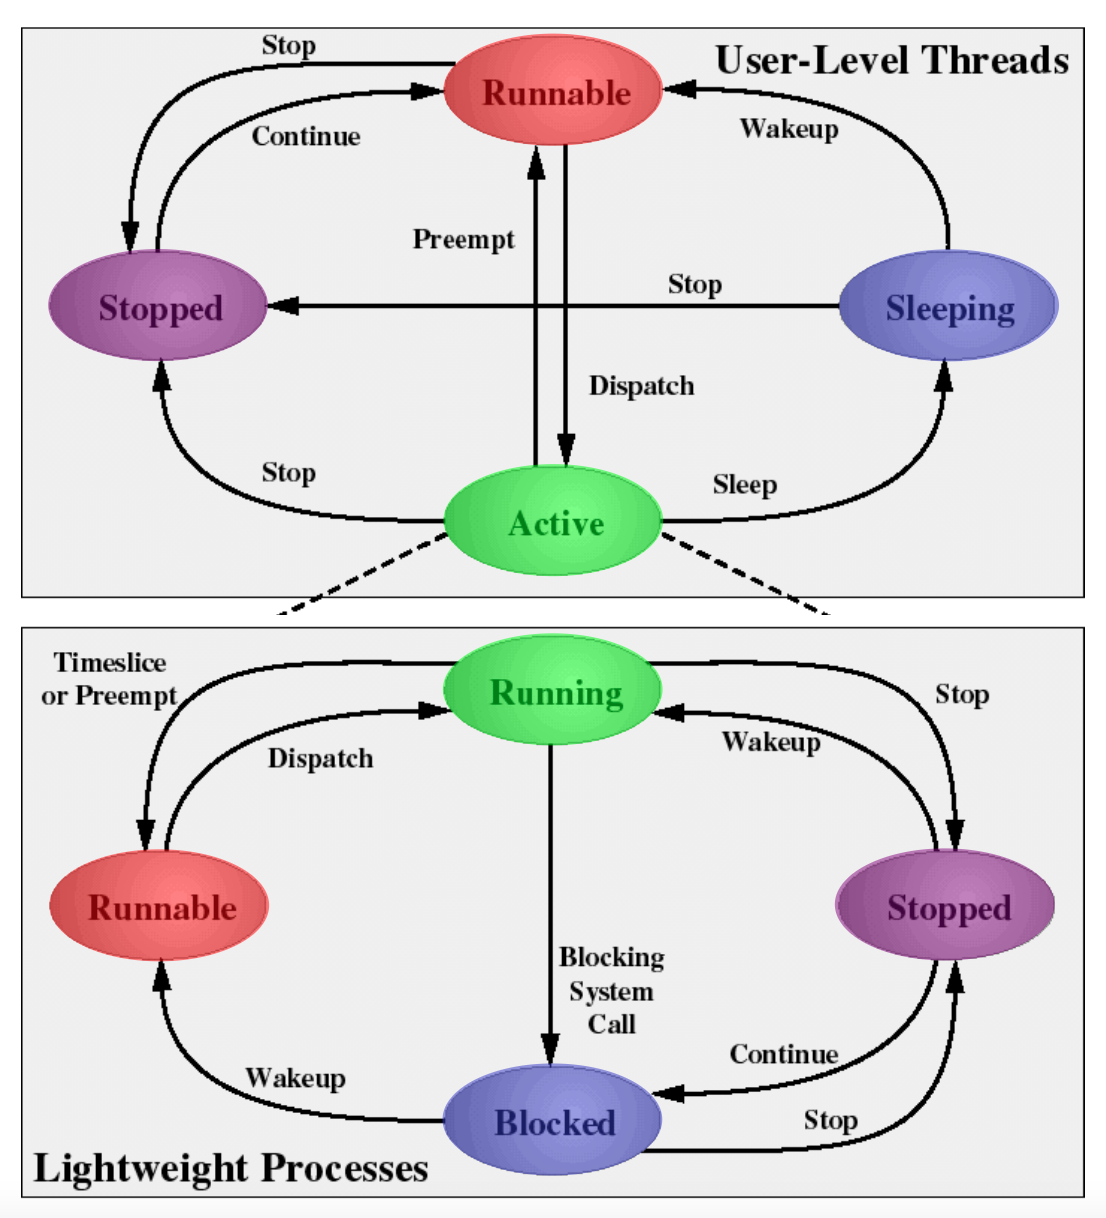 Stop
User-Level Threads
Runnable
Continue
Wakeup
Preempt
Stop
Stopped
Sleeping
Dispatch
Stop
Sleep
Active
Timeslice
or Preempt
Running
Stop
Dispatch
Wakeup
Runnable
Stopped
Blocking
System
Call
Continue
Wakeup
Blocked
Stop
Lightweight Processes